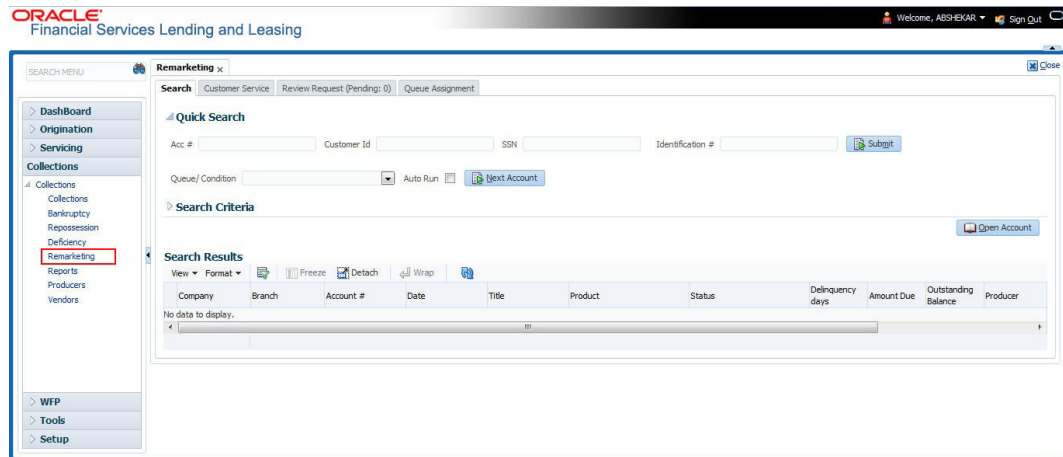 ORACLE
Financial Services Lending and Leasing
Welcome, ABSHEKAR
Sign Out
SEARCH MENU
Remarketing x
Close
Search Customer Service Review Request (Pending: 0) Queue Assignment
DashBoard
Origination
Servicing
Collections
Collections
Collections
Bankruptcy
Repossession
Deficiency
Remarketing
Reports
Producers
Vendors
WFP
Tools
Setup
Quick Search
Acc # Customer Id SSN Identification # Submit
Queue/ Condition Auto Run Next Account
Search Criteria
Open Account
Search Results
View Format Freeze Detach Wrap
Company Branch Account # Date Title Product Status Delinquency days Amount Due Outstanding Balance Producer
No data to display.